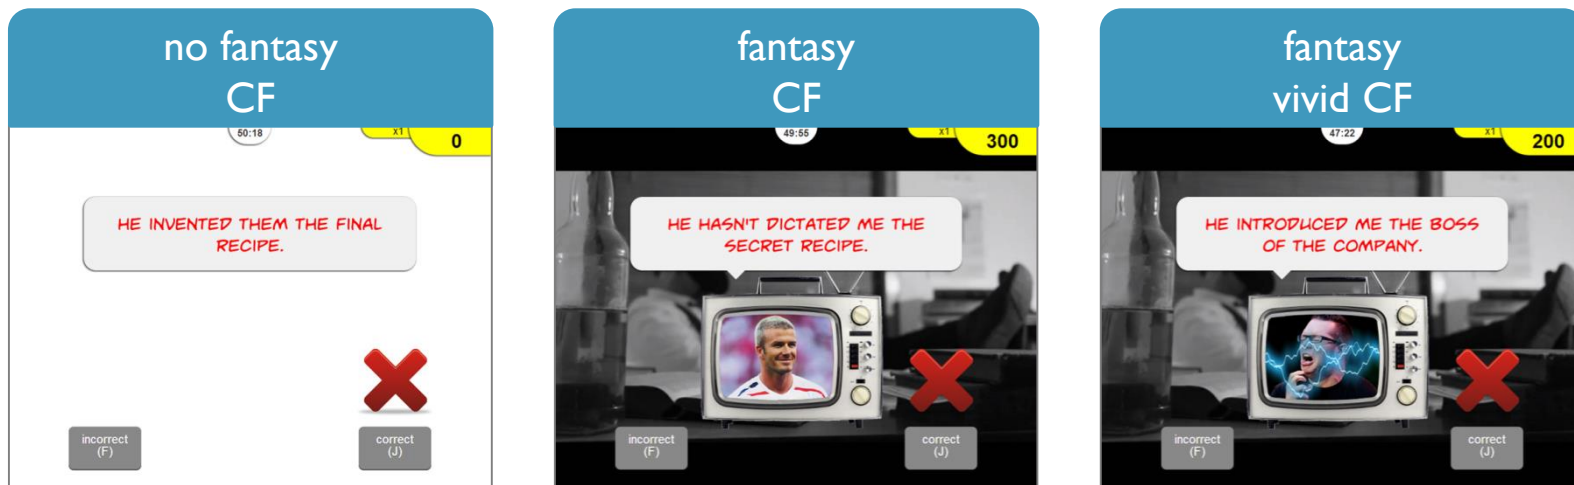 no fantasy
CF
50:18
x1
0
HE INVENTED THEM THE FINAL
RECIPE.
incorrect
(F)
correct
(J)
fantasy
CF
49:55
x1
300
HE HASN'T DICTATED ME THE
SECRET RECIPE.
incorrect
(F)
correct
(J)
fantasy
vivid CF
47:22
x1
200
HE INTRODUCED ME THE BOSS
OF THE COMPANY.
incorrect
(F)
correct
(J)